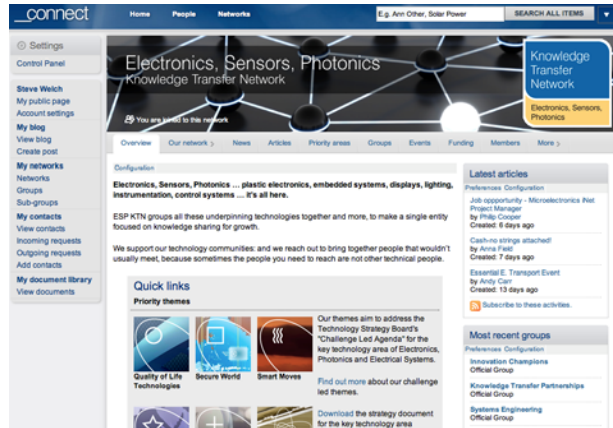 _connect
Home People Networks
E.g. Ann Other, Solar Power
SEARCH ALL ITEMS
Settings
Control Panel
Steve Welch
My public page
Account settings
My blog
View blog
Create post
My networks
Networks
Groups
Sub-groups
My contacts
View contacts
Incoming requests
Outgoing requests
Add contacts
My document library
View documents
Electronics, Sensors, Photonics
Knowledge Transfer Network
You are joined to this network
Knowledge
Transfer
Network
Electronics, Sensors,
Photonics
Overview Our network News Articles Priority areas Groups Events Funding Members More
Configuration
Electronics, Sensors, Photonics … plastic electronics, embedded systems, displays, lighting,
instrumentation, control systems … it's all here.
ESP KTN groups all these underpinning technologies together and more, to make a single entity
focused on knowledge sharing for growth.
We support our technology communities: and we reach out to bring together people that wouldn't
usually meet, because sometimes the people you need to reach are not other technical people.
Quick links
Priority themes
Quality of Life
Technologies
Secure World
Smart Moves
Our themes aim to address the
Technology Strategy Board's
"Challenge Led Agenda" for the
key technology area of Electronics,
Photonics and Electrical Systems.
Find out more about our challenge
led themes.
Download the strategy document
for the key technology area
Latest articles
Preferences Configuration
Job oppportunity - Microelectronics iNet
Project Manager
by Philip Cooper
Created: 6 days ago
Cash-no strings attached!
by Anna Field
Created: 7 days ago
Essential E. Transport Event
by Andy Carr
Created: 13 days ago
Subscribe to these activities.
Most recent groups
Preferences Configuration
Innovation Champions
Official Group
Knowledge Transfer Partnerships
Official Group
Systems Engineering
Official Group